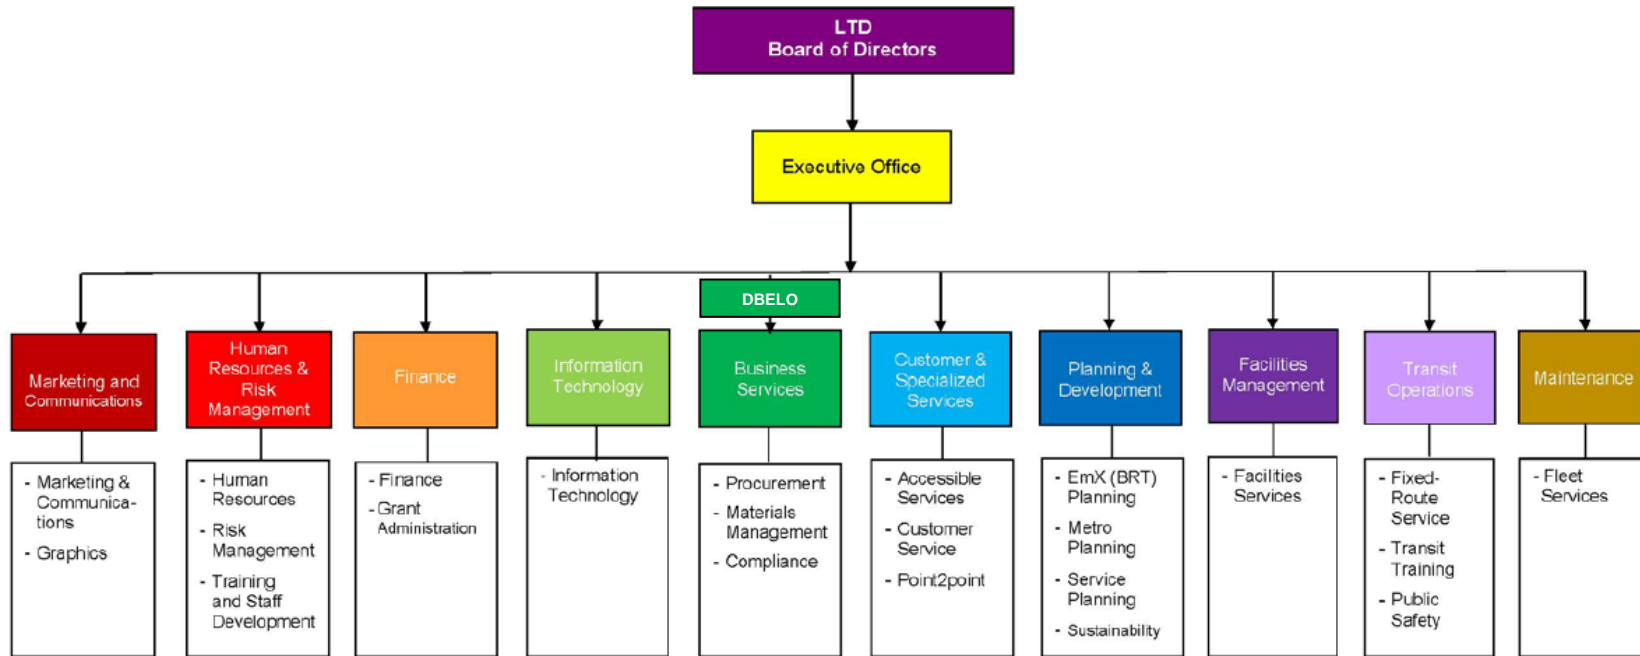 LTD
Board of Directors
Executive Office
DBELO
Marketing and
Communications
Human
Resources &
Risk
Management
Finance
Information
Technology
Business
Services
Customer &
Specialized
Services
Planning &
Development
Facilities
Management
Transit
Operations
Maintenance
- Marketing &
Communica-
tions
- Graphics
- Human
Resources
- Risk
Management
- Training
and Staff
Development
- Finance
- Grant
Administration
- Information
Technology
- Procurement
- Materials
Management
- Compliance
- Accessible
Services
- Customer
Service
- Point2point
- EmX (BRT)
Planning
- Metro
Planning
- Service
Planning
- Sustainability
- Facilities
Services
- Fixed-
Route
Service
- Transit
Training
- Public
Safety
- Fleet
Services